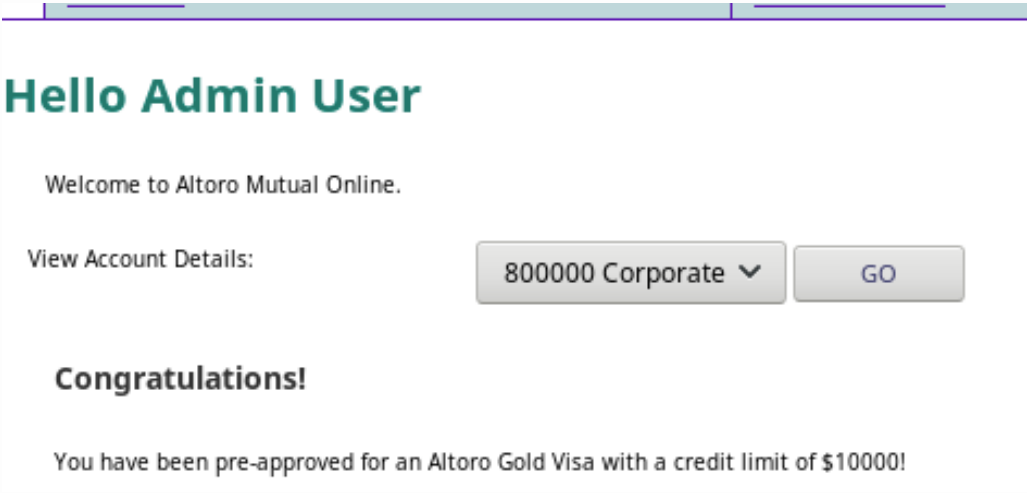 Hello Admin User
Welcome to Altoro Mutual Online.
View Account Details: 800000 Corporate GO
Congratulations!
You have been pre-approved for an Altoro Gold Visa with a credit limit of $10000!